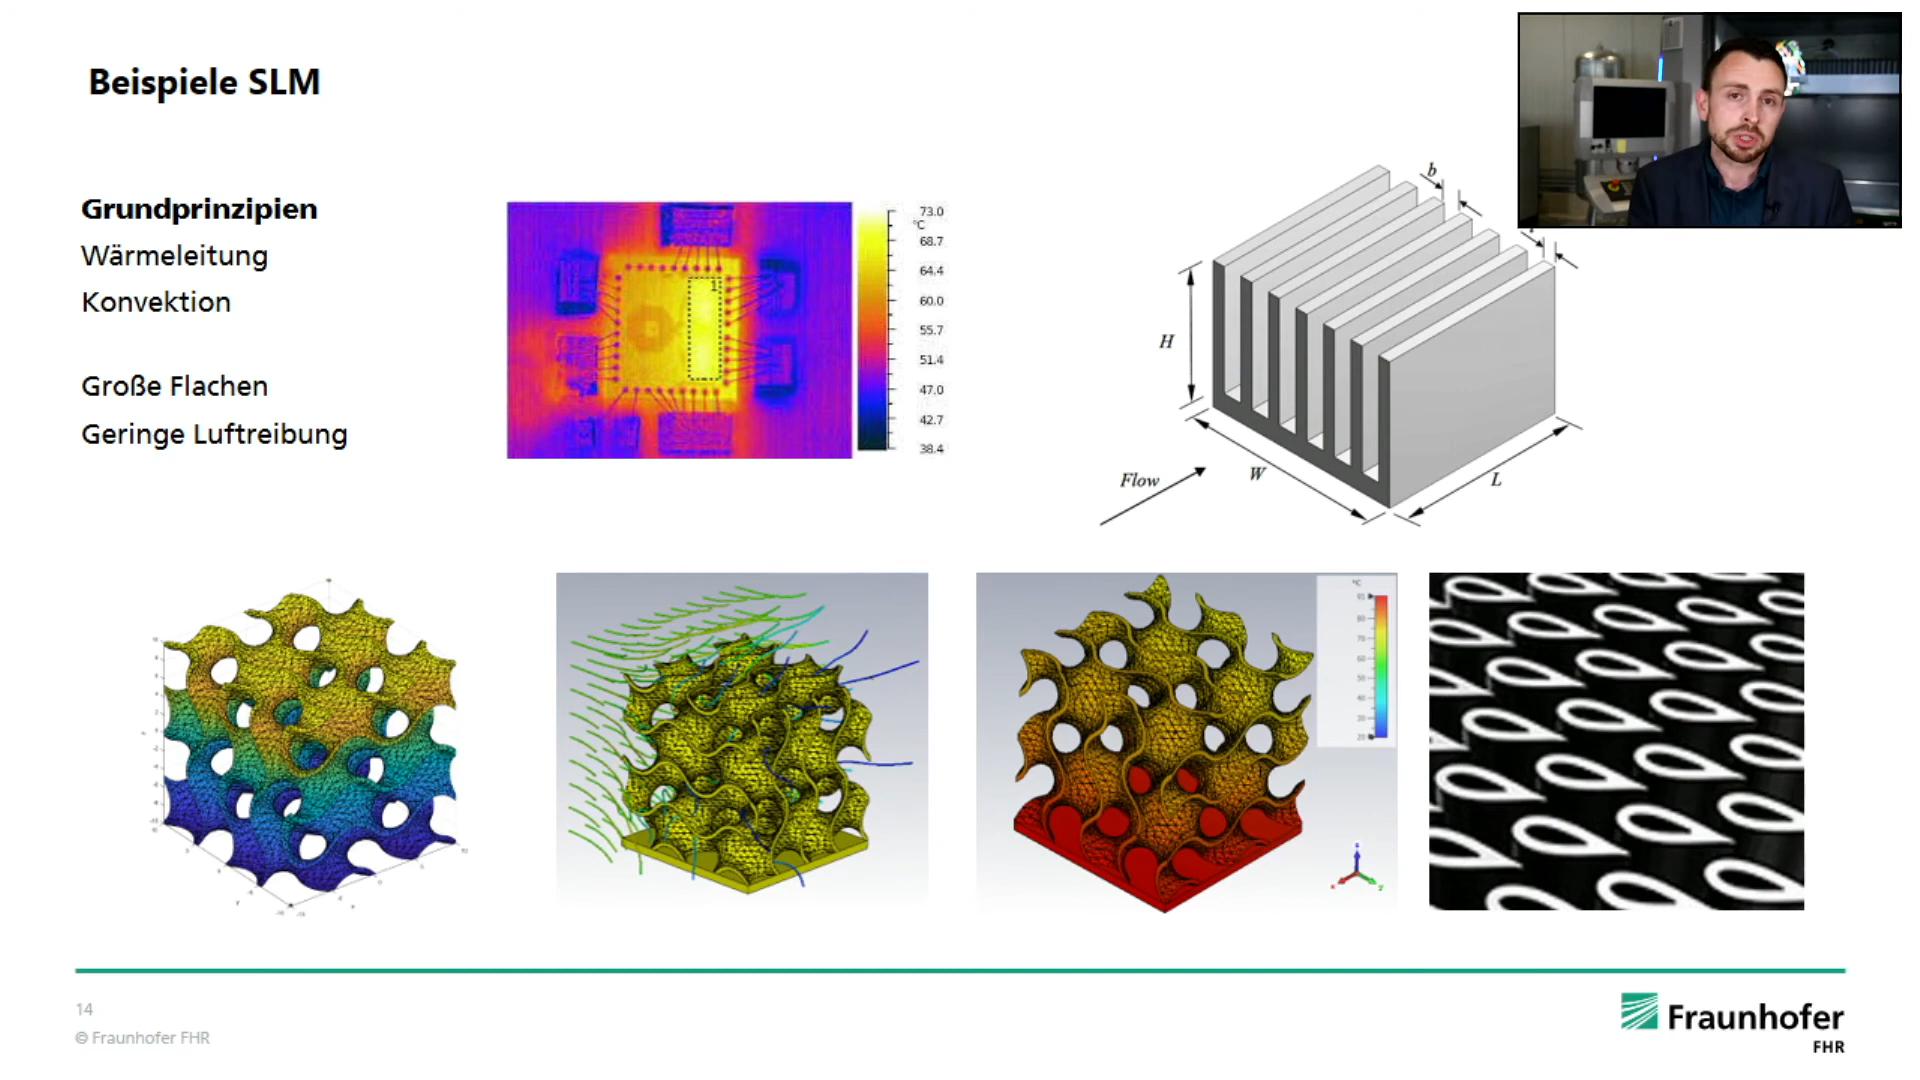 Beispiele SLM
Grundprinzipien
Wärmeleitung
Konvektion
Große Flachen
Geringe Luftreibung
1
73.0
°C
68.7
64.4
60.0
55.7
51.4
47.0
42.7
38.4
b
H
Flow
W
L
°C
14
© Fraunhofer FHR
Fraunhofer
FHR